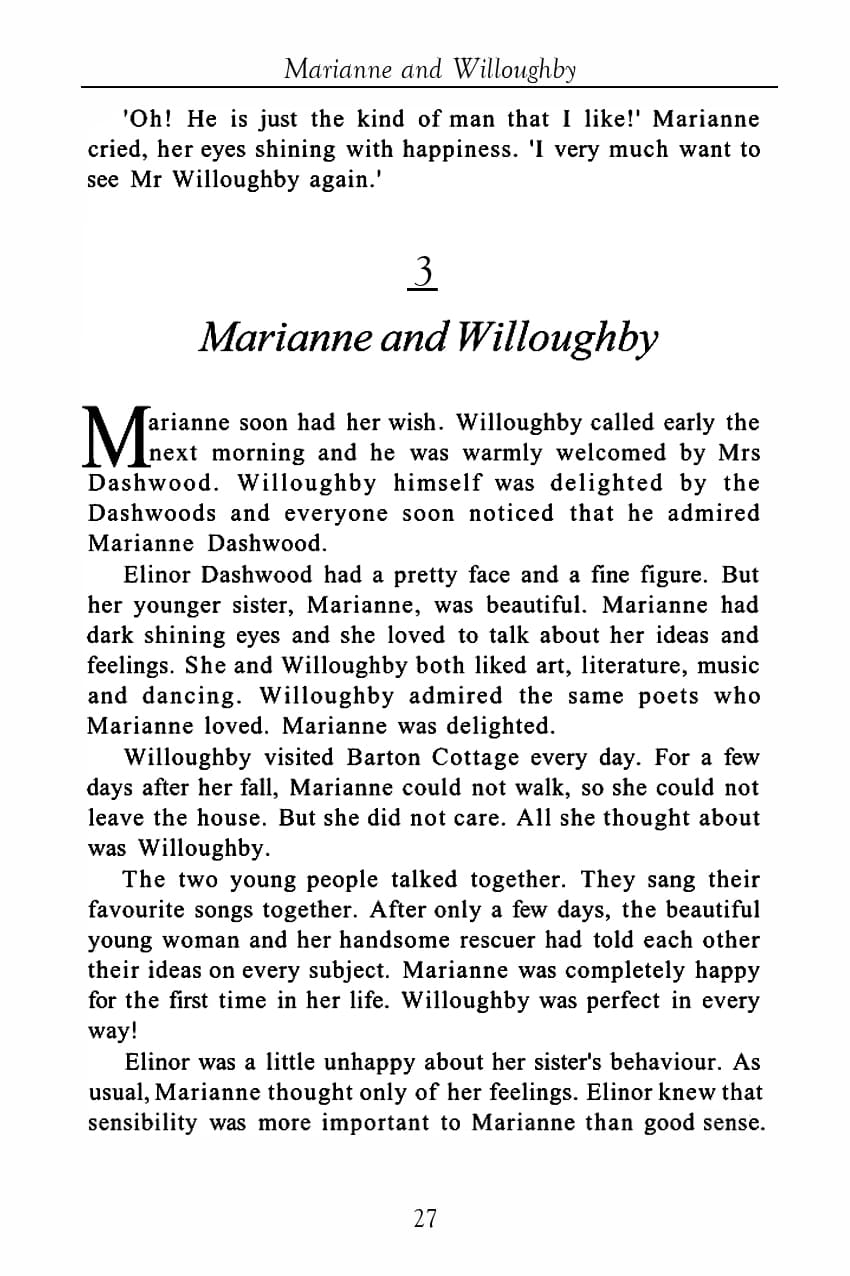 Marianne and Willoughby
'Oh! He is just the kind of man that I like!' Marianne
cried, her eyes shining with happiness. 'I very much want to
see Mr Willoughby again.'
3
Marianne and Willoughby
Marianne soon had her wish. Willoughby called early the
next morning and he was warmly welcomed by Mrs
Dashwood. Willoughby himself was delighted by the
Dashwoods and everyone soon noticed that he admired
Marianne Dashwood.
Elinor Dashwood had a pretty face and a fine figure. But
her younger sister, Marianne, was beautiful. Marianne had
dark shining eyes and she loved to talk about her ideas and
feelings. She and Willoughby both liked art, literature, music
and dancing. Willoughby admired the same poets who
Marianne loved. Marianne was delighted.
Willoughby visited Barton Cottage every day. For a few
days after her fall, Marianne could not walk, so she could not
leave the house. But she did not care. All she thought about
was Willoughby.
The two young people talked together. They sang their
favourite songs together. After only a few days, the beautiful
young woman and her handsome rescuer had told each other
their ideas on every subject. Marianne was completely happy
for the first time in her life. Willoughby was perfect in every
way!
Elinor was a little unhappy about her sister's behaviour. As
usual, Marianne thought only of her feelings. Elinor knew that
sensibility was more important to Marianne than good sense.
27